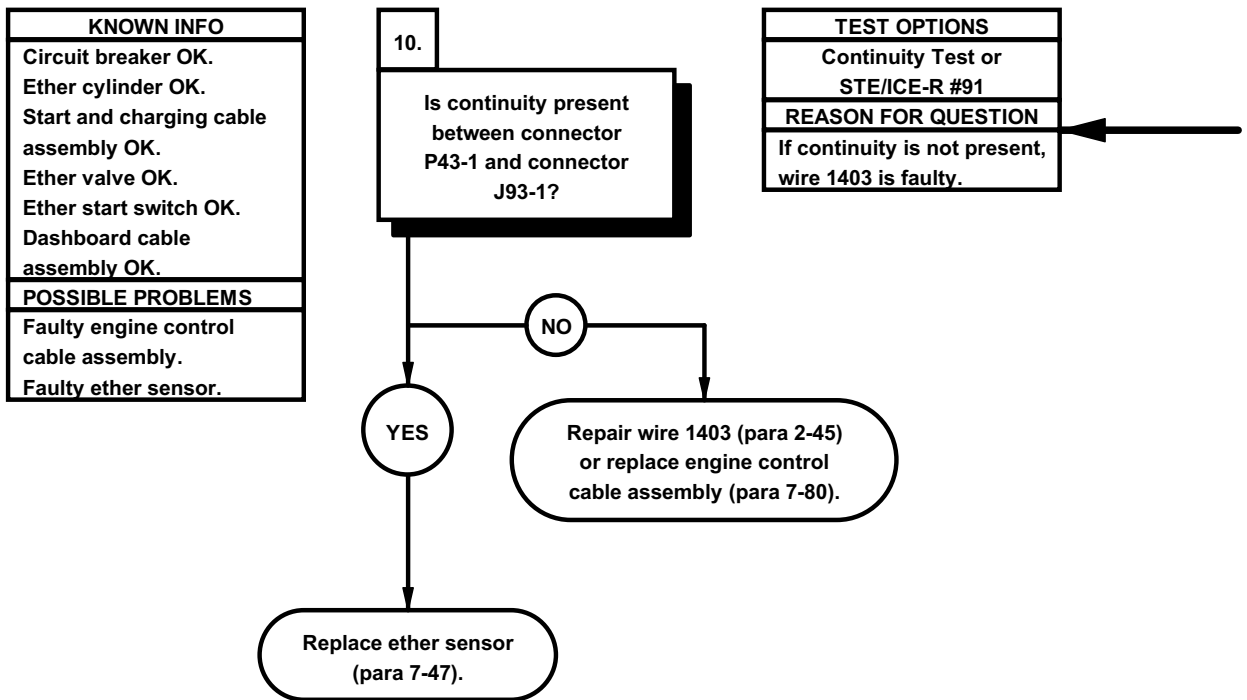 KNOWN INFO
Circuit breaker OK.
Ether cylinder OK.
Start and charging cable
assembly OK.
Ether valve OK.
Ether start switch OK.
Dashboard cable
assembly OK.
POSSIBLE PROBLEMS
Faulty engine control
cable assembly.
Faulty ether sensor.
10.
Is continuity present
between connector
P43-1 and connector
J93-1?
TEST OPTIONS
Continuity Test or
STE/ICE-R #91
REASON FOR QUESTION
If continuity is not present,
wire 1403 is faulty.
NO
YES
Repair wire 1403 (para 2-45)
or replace engine control
cable assembly (para 7-80).
Replace ether sensor
(para 7-47).